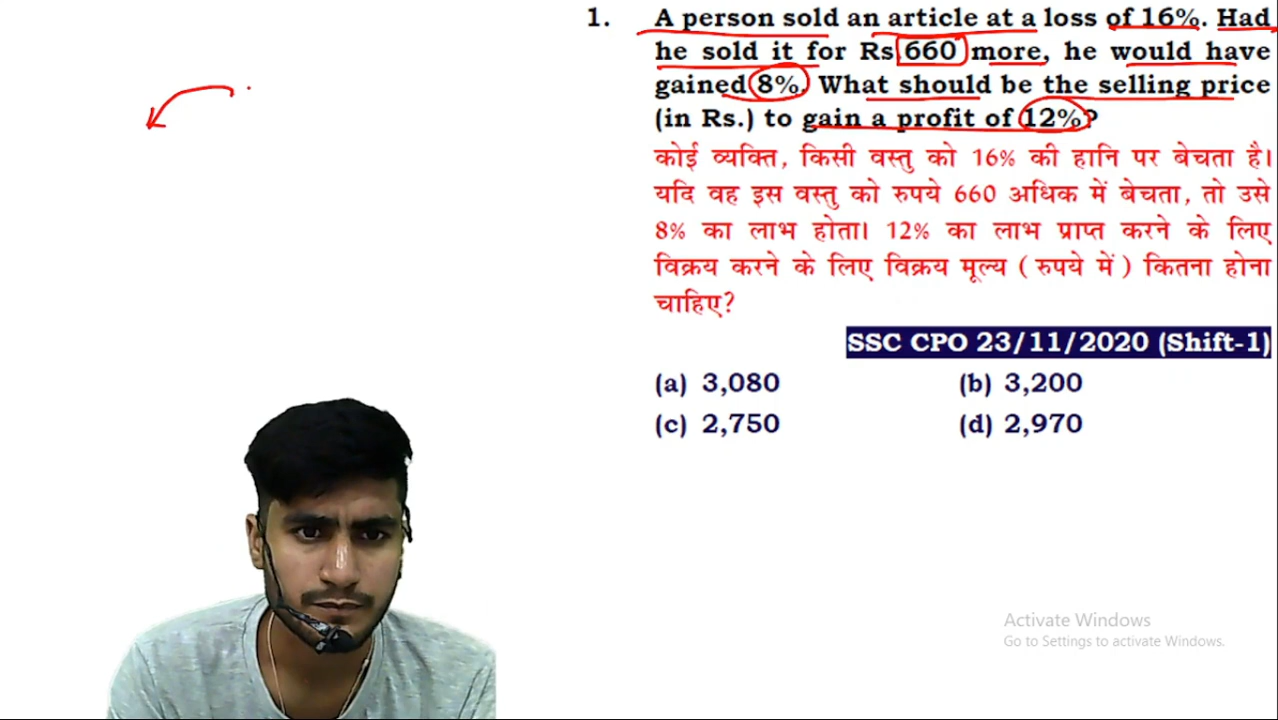 1. A person sold an article at a loss of 16%. Had
he sold it for Rs 660 more, he would have
gained 8%. What should be the selling price
(in Rs.) to gain a profit of 12%?
कोई व्यक्ति, किसी वस्तु को 16% की हानि पर बेचता है।
यदि वह इस वस्तु को रुपये 660 अधिक में बेचता, तो उसे
8% का लाभ होता। 12% का लाभ प्राप्त करने के लिए
विक्रय करने के लिए विक्रय मूल्य (रुपये में) कितना होना
चाहिए?
SSC CPO 23/11/2020 (Shift-1)
(a) 3,080 (b) 3,200
(c) 2,750 (d) 2,970
Activate Windows
Go to Settings to activate Windows.